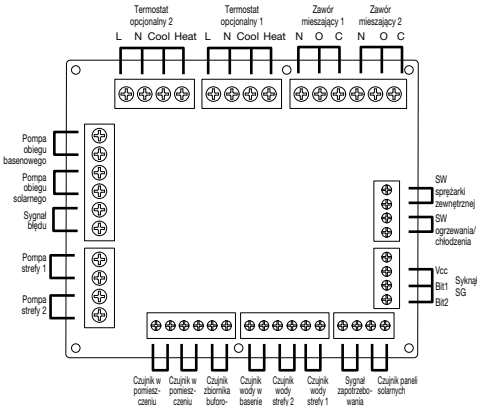 Termostat
opcjonalny 2
Termostat
opcjonalny 1
Zawór
mieszający 1
Zawór
mieszający 2
L N Cool Heat
L N Cool Heat
N O C
N O C
Pompa
obiegu
basenowego
Pompa
obiegu
solarnego
Sygnał
błędu
Pompa
strefy 1
Pompa
strefy 2
SW
sprężarki
zewnętrznej
SW
ogrzewania/
chłodzenia
Vcc
Bit1
Bit2
Syknął
SG
Czujnik w
pomiesz-
czeniu
Czujnik w
pomiesz-
czeniu
Czujnik
zbiornika
buforo-
Czujnik
wody w
basenie
Czujnik
wody
strefy 2
Czujnik
wody
strefy 1
Sygnał
zapotrzebo-
wania
Czujnik paneli
solarnych